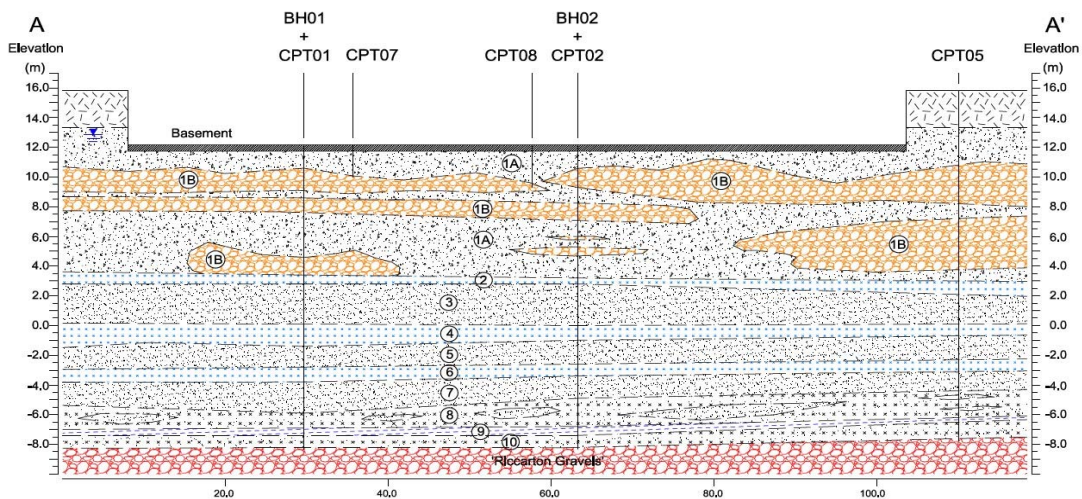 A BH01 BH02 A'
+ +
Elevation CPT01 CPT07 CPT08 CPT02 CPT05 Elevation
(m) (m)
16.0 16.0
14.0 14.0
Basement
12.0 12.0
1A
10.0 1B 1B 10.0
8.0 1B 8.0
6.0 1A 1B 6.0
4.0 1B 4.0
2
2.0 3 2.0
0.0 0.0
4
-2.0 5 -2.0
6
-4.0 7 -4.0
-6.0 8 -6.0
9
-8.0 10 -8.0
'Riccarton Gravels'
20.0 40.0 60.0 80.0 100.0